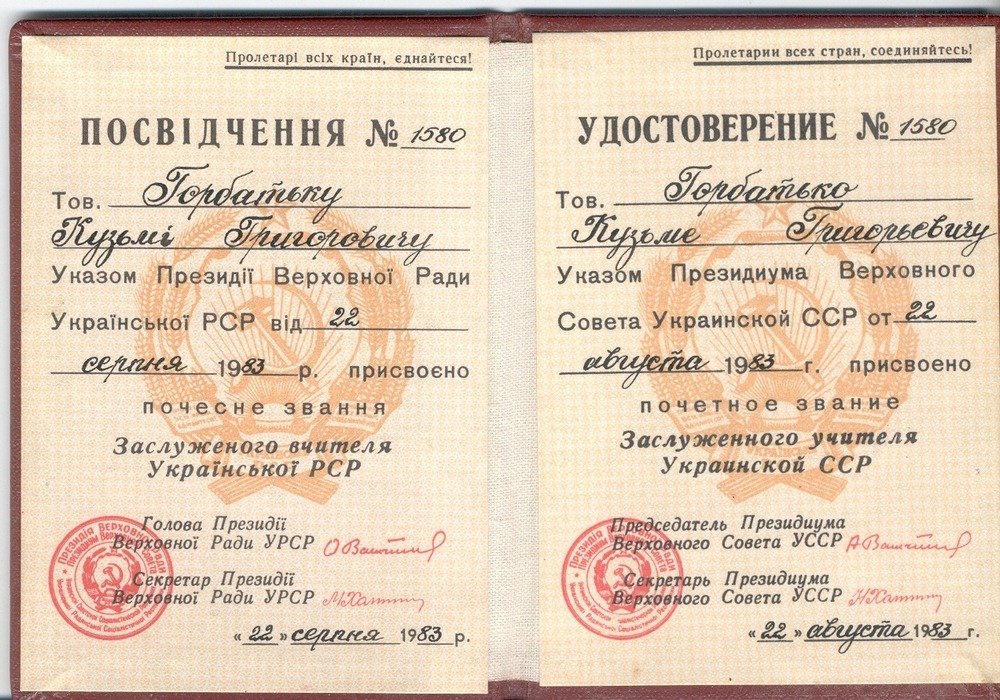 Пролетарі всіх країн, єднайтеся!
ПОСВІДЧЕННЯ № 1580
Тов. Горбатьку
Кузьмі Григоровичу
Указом Президії Верховної Ради
Української РСР від 22
серпня 1983 р. присвоєно
почесне звання
Заслуженого вчителя
Української РСР
Голова Президії
Верховної Ради УРСР
Секретар Президії
Верховної Ради УРСР
« 22 » серпня 1983 р.
Пролетарии всех стран, соединяйтесь!
УДОСТОВЕРЕНИЕ № 1580
Тов. Горбатько
Кузьме Григорьевичу
Указом Президиума Верховного
Совета Украинской ССР от 22
августа 1983 г. присвоено
почетное звание
Заслуженного учителя
Украинской ССР
Председатель Президиума
Верховного Совета УССР
Секретарь Президиума
Верховного Совета УССР
« 22 » августа 1983 г.